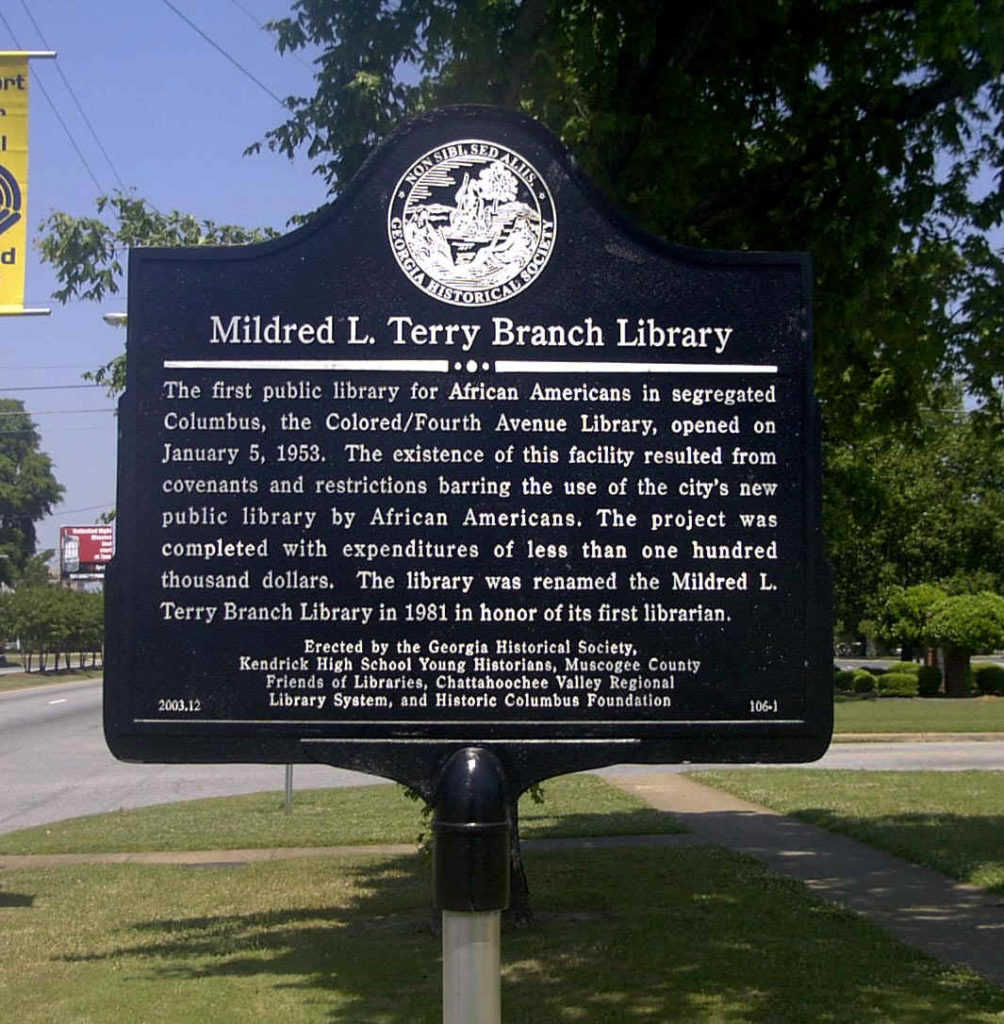 NON SIBI, SED ALIIS.
GEORGIA HISTORICAL SOCIETY
Mildred L. Terry Branch Library
The first public library for African Americans in segregated
Columbus, the Colored/Fourth Avenue Library, opened on
January 5, 1953. The existence of this facility resulted from
covenants and restrictions barring the use of the city's new
public library by African Americans. The project was
completed with expenditures of less than one hundred
thousand dollars. The library was renamed the Mildred L.
Terry Branch Library in 1981 in honor of its first librarian.
Erected by the Georgia Historical Society,
Kendrick High School Young Historians, Muscogee County
Friends of Libraries, Chattahoochee Valley Regional
Library System, and Historic Columbus Foundation
2003.12
106-1